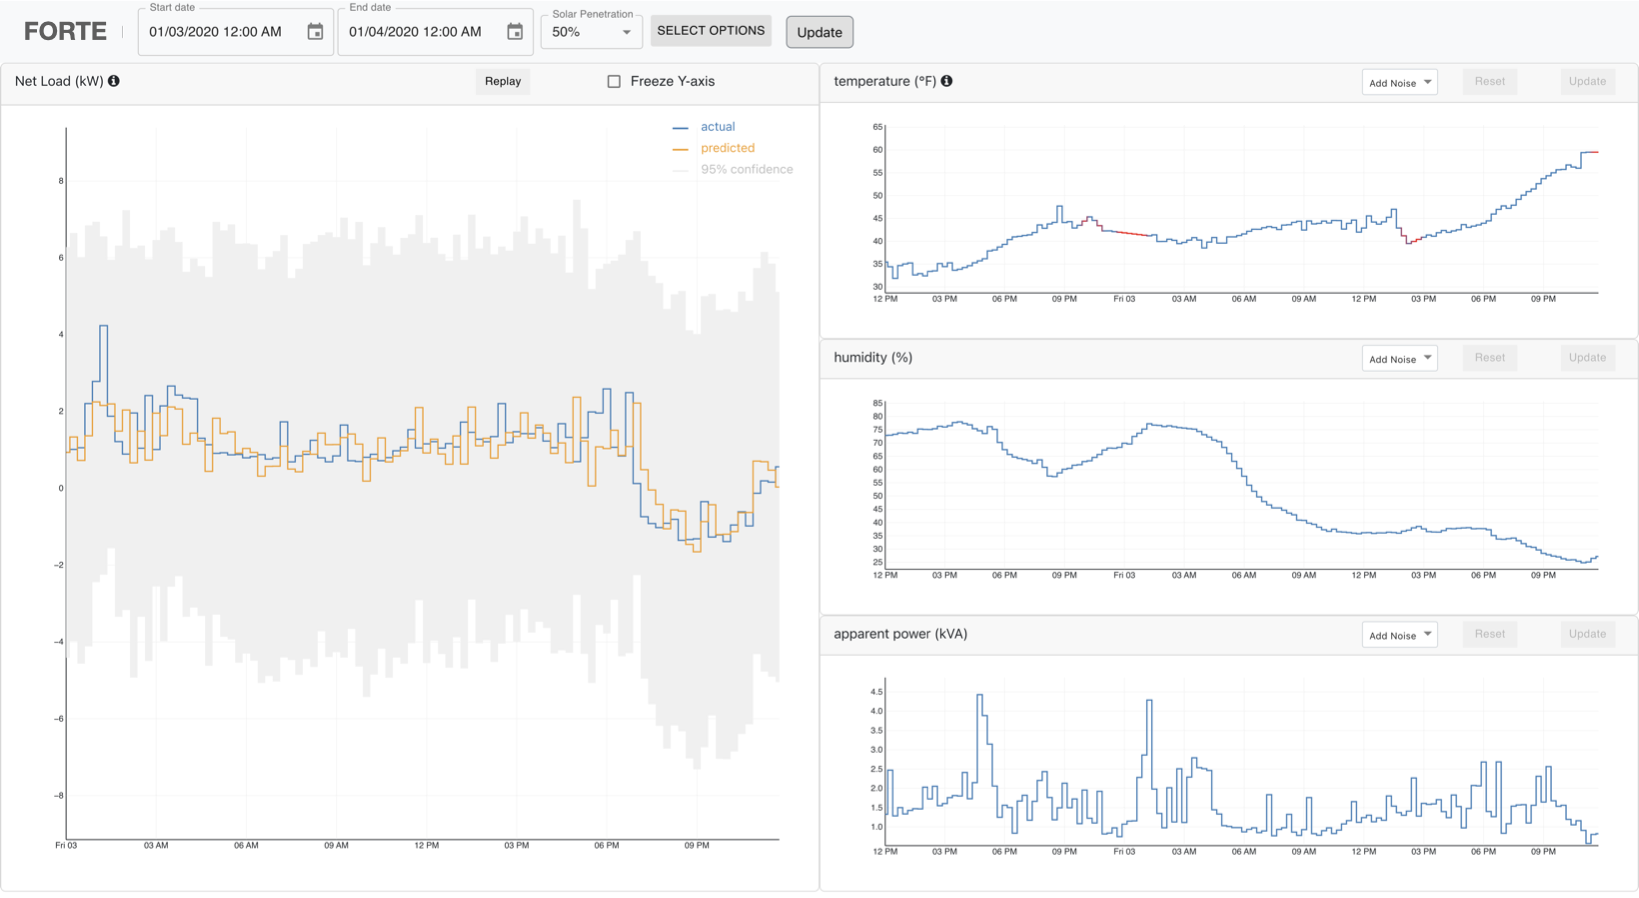 FORTE
Start date
01/03/2020 12:00 AM
End date
01/04/2020 12:00 AM
Solar Penetration
50%
SELECT OPTIONS
Update
Net Load (kW)
Replay
Freeze Y-axis
actual
predicted
95% confidence
8
6
4
2
0
−2
−4
−6
−8
Fri 03
03 AM
06 AM
09 AM
12 PM
03 PM
06 PM
09 PM
temperature (°F)
Add Noise
Reset
Update
65
60
55
50
45
40
35
30
12 PM
03 PM
06 PM
09 PM
Fri 03
03 AM
06 AM
09 AM
12 PM
03 PM
06 PM
09 PM
humidity (%)
Add Noise
Reset
Update
85
80
75
70
65
60
55
50
45
40
35
30
25
12 PM
03 PM
06 PM
09 PM
Fri 03
03 AM
06 AM
09 AM
12 PM
03 PM
06 PM
09 PM
apparent power (kVA)
Add Noise
Reset
Update
4.5
4.0
3.5
3.0
2.5
2.0
1.5
1.0
12 PM
03 PM
06 PM
09 PM
Fri 03
03 AM
06 AM
09 AM
12 PM
03 PM
06 PM
09 PM